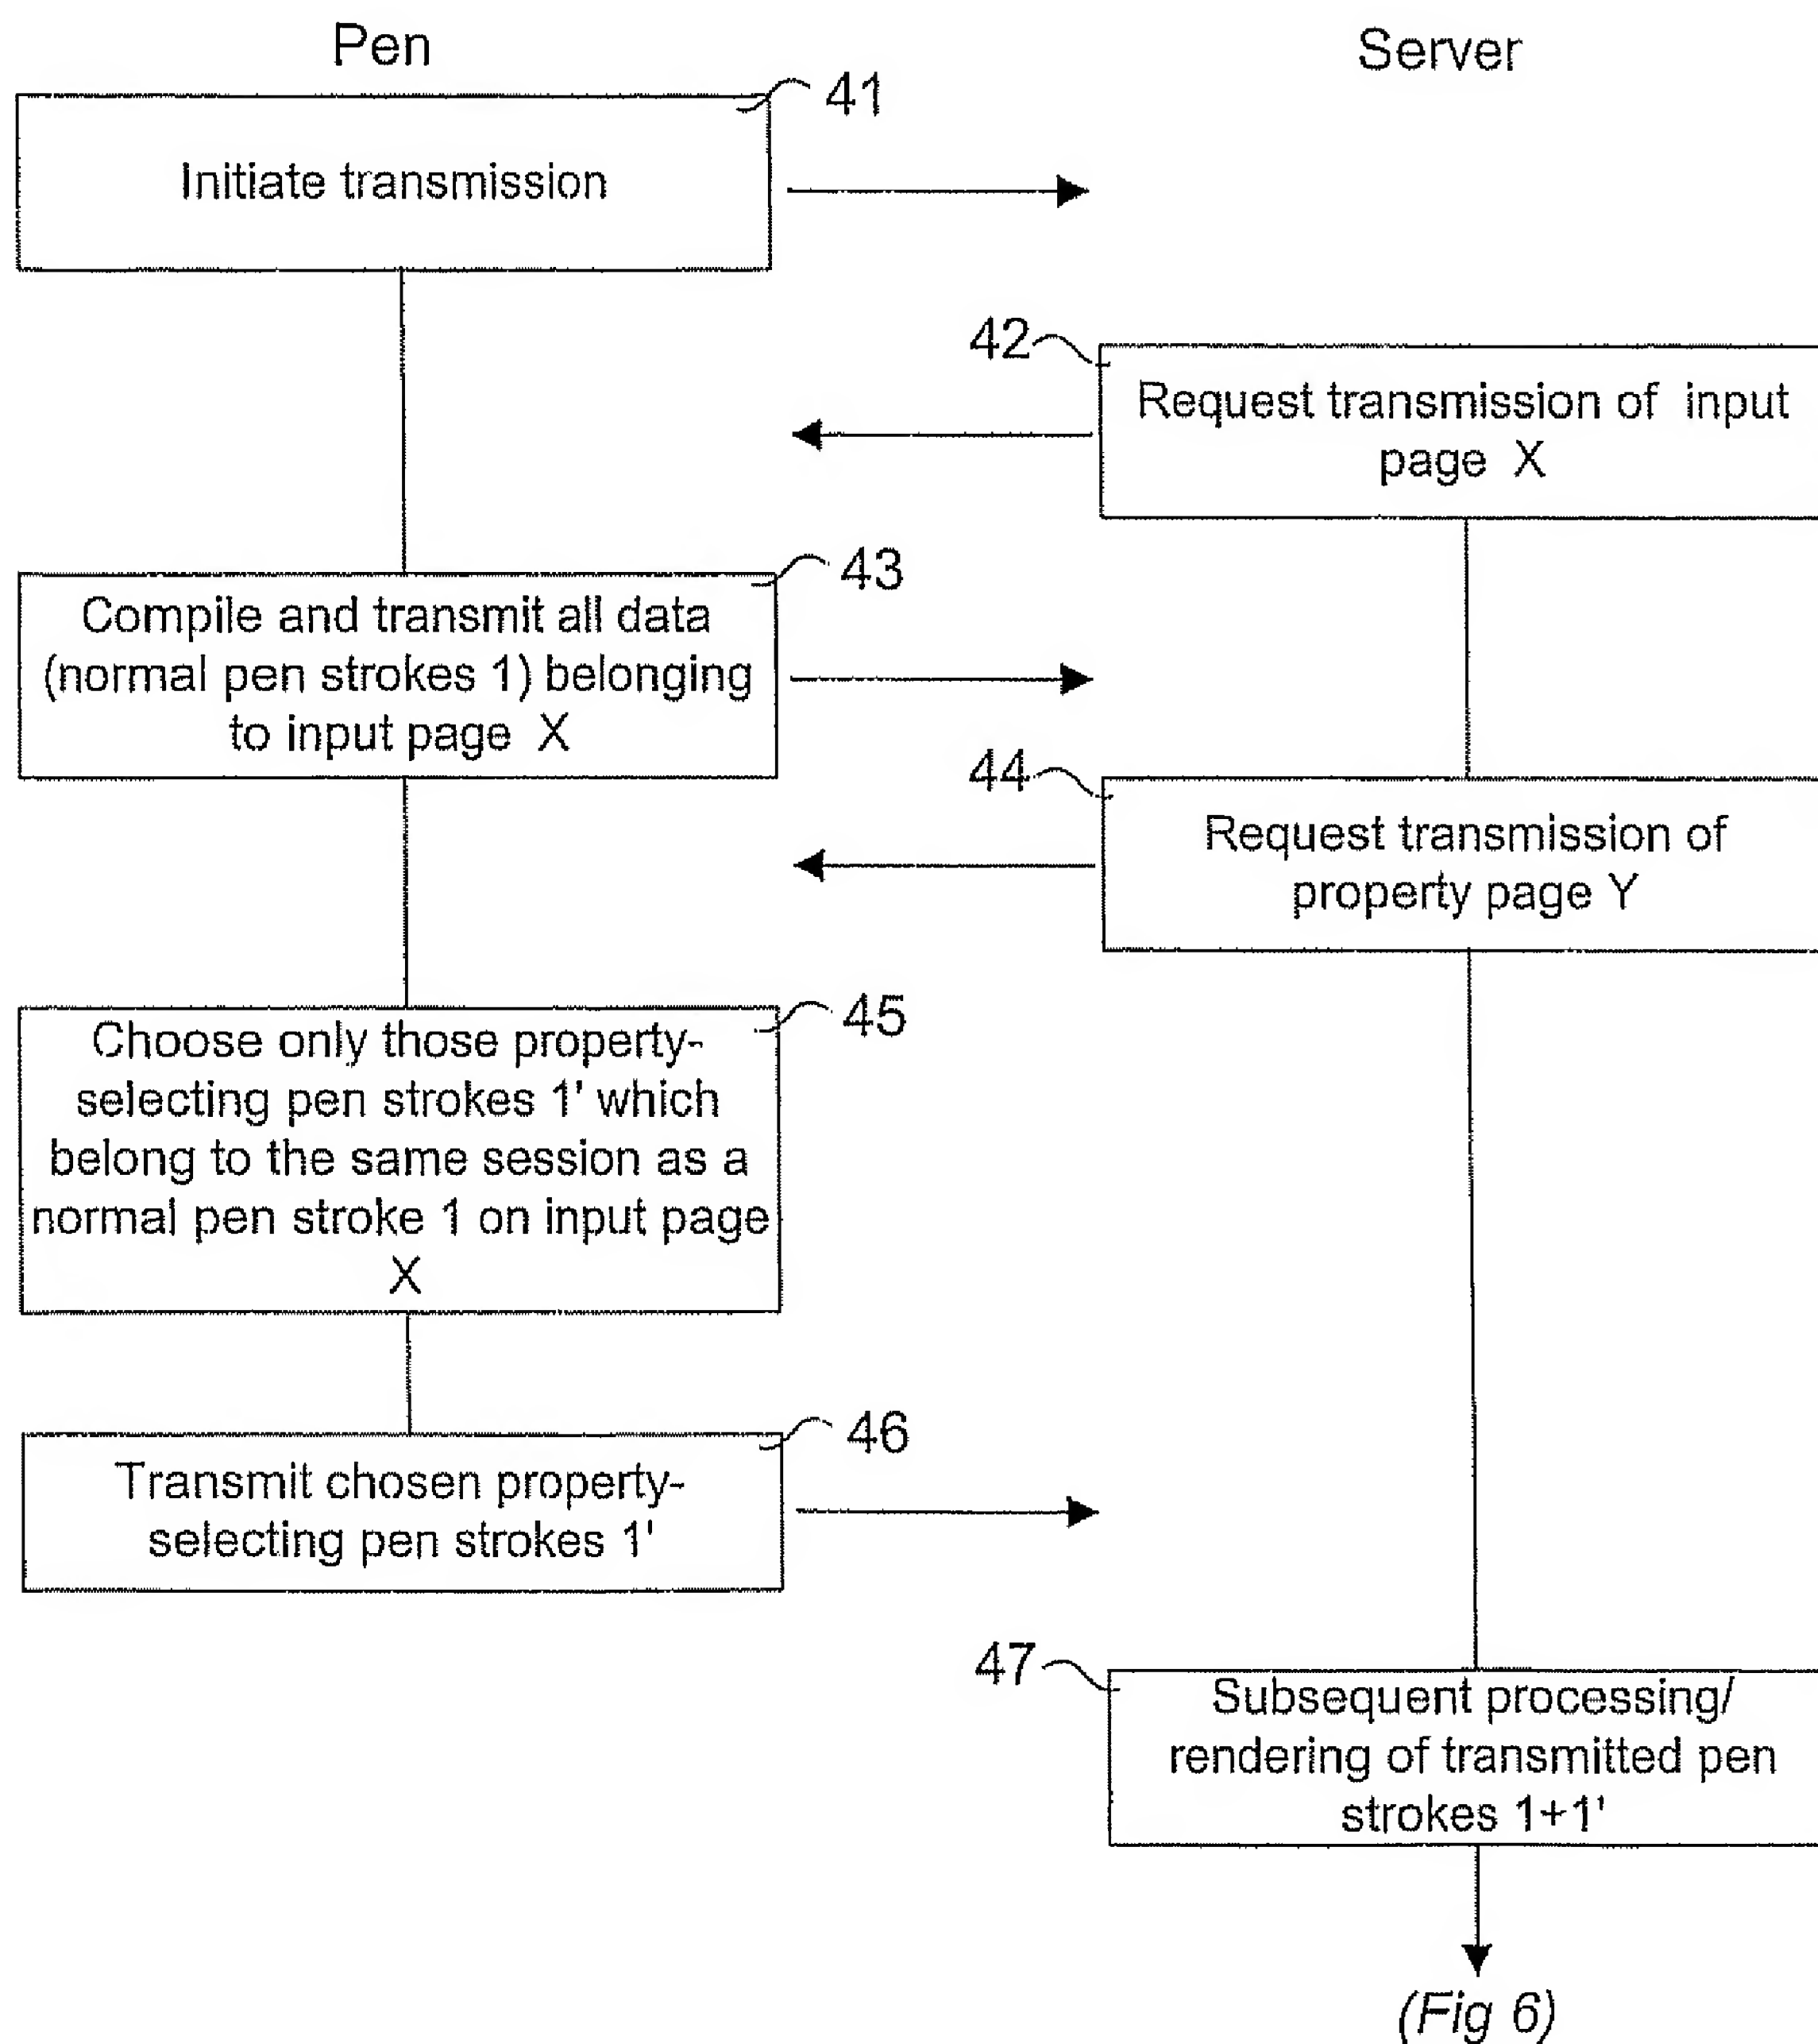 Pen
Server
41
Initiate transmission
42
Request transmission of input
page X
43
Compile and transmit all data
(normal pen strokes 1) belonging
to input page X
44
Request transmission of
property page Y
45
Choose only those property-
selecting pen strokes 1' which
belong to the same session as a
normal pen stroke 1 on input page
X
46
Transmit chosen property-
selecting pen strokes 1'
47
Subsequent processing/
rendering of transmitted pen
strokes 1+1'
(Fig 6)